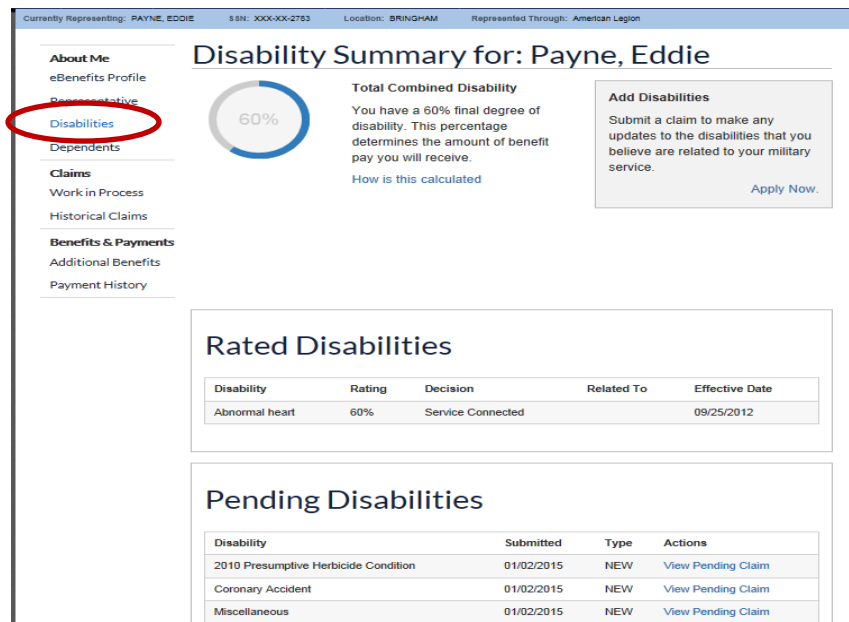 Currently Representing: PAYNE, EDDIE SSN: XXX-XX-2753 Location: BRINGHAM Represented Through: American Legion
About Me
eBenefits Profile
Representative
Disabilities
Dependents
Claims
Work in Process
Historical Claims
Benefits & Payments
Additional Benefits
Payment History
Disability Summary for: Payne, Eddie
60%
Total Combined Disability
You have a 60% final degree of
disability. This percentage
determines the amount of benefit
pay you will receive.
How is this calculated
Add Disabilities
Submit a claim to make any
updates to the disabilities that you
believe are related to your military
service.
Apply Now.
Rated Disabilities
Disability Rating Decision Related To Effective Date
Abnormal heart 60% Service Connected 09/25/2012
Pending Disabilities
Disability Submitted Type Actions
2010 Presumptive Herbicide Condition 01/02/2015 NEW View Pending Claim
Coronary Accident 01/02/2015 NEW View Pending Claim
Miscellaneous 01/02/2015 NEW View Pending Claim